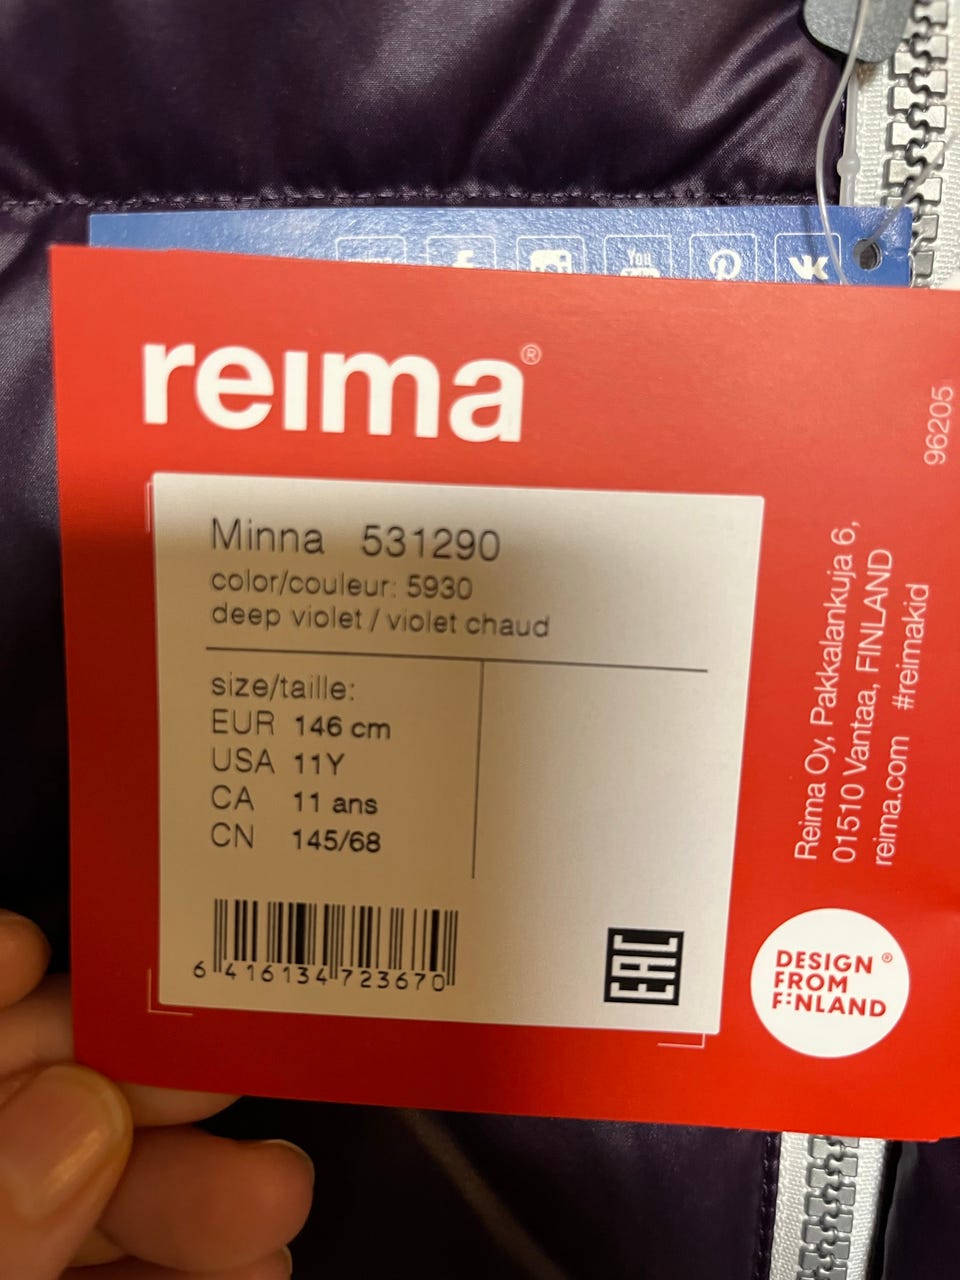 You
reima®
96205
Minna 531290
color/couleur: 5930
deep violet / violet chaud
size/taille:
EUR 146 cm
USA 11Y
CA 11 ans
CN 145/68
6 416134 723670
EAC
Reima Oy, Pakkalankuja 6,
01510 Vantaa, FINLAND
reima.com #reimakid
DESIGN ®
FROM
FINLAND